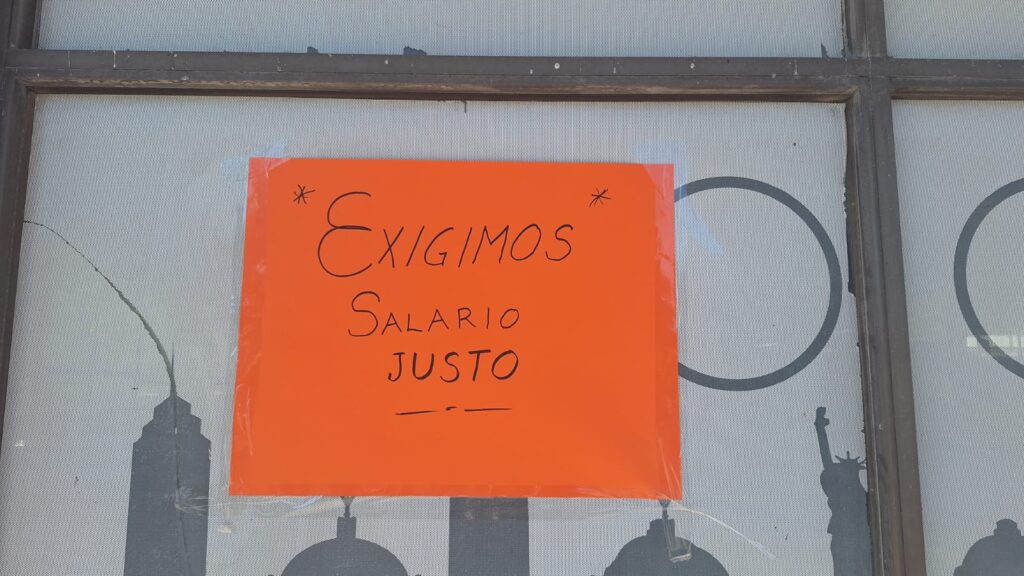 * EXIGIMOS *
SALARIO
JUSTO